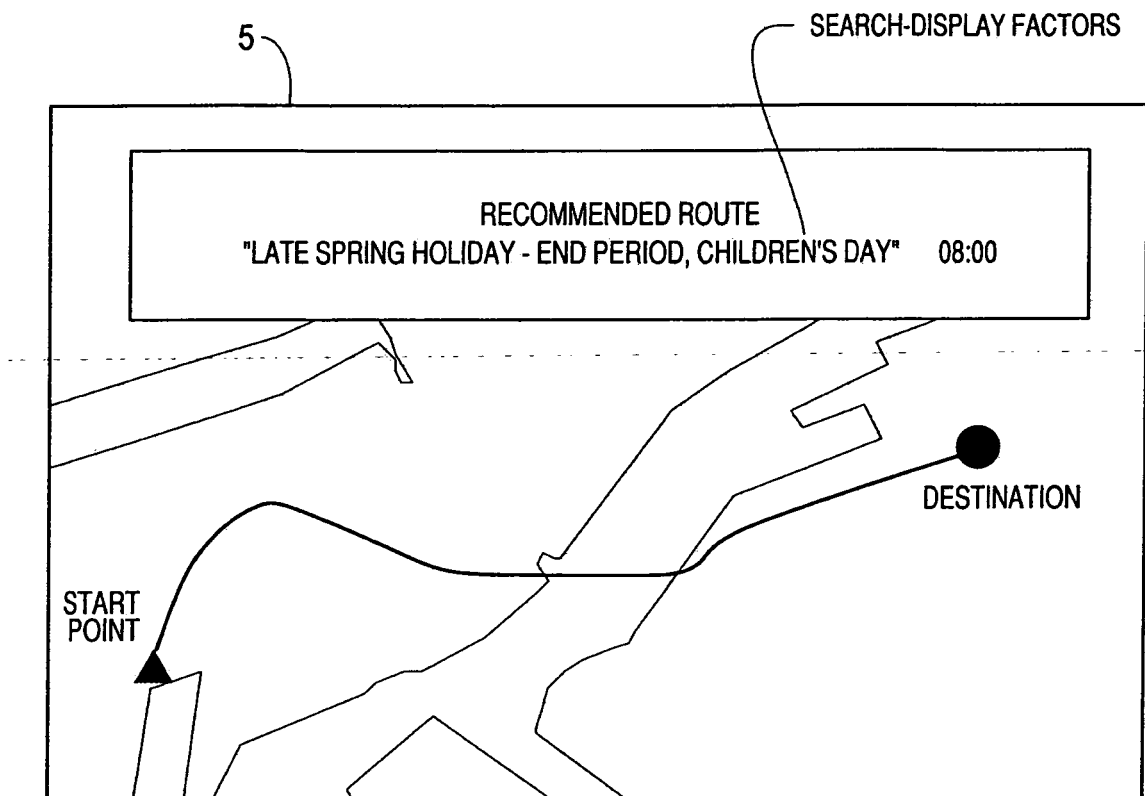 5
SEARCH-DISPLAY FACTORS
RECOMMENDED ROUTE
"LATE SPRING HOLIDAY - END PERIOD, CHILDREN'S DAY" 08:00
DESTINATION
START
POINT